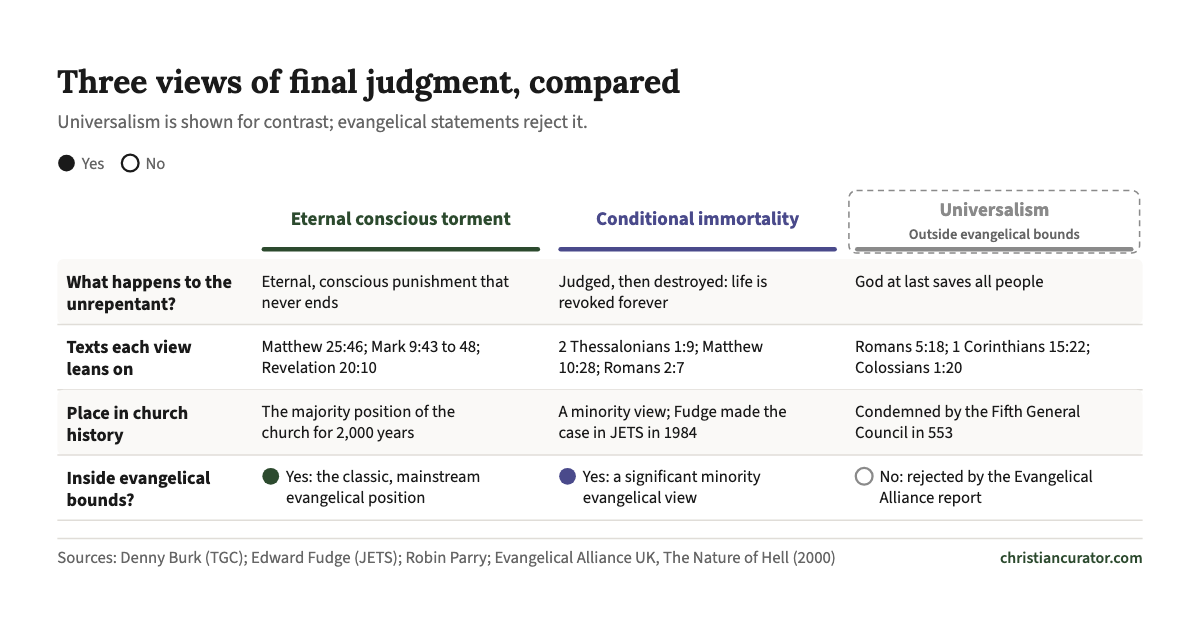 Three views of final judgment, compared
Universalism is shown for contrast; evangelical statements reject it.
Yes No
Eternal conscious torment
Conditional immortality
Universalism
Outside evangelical bounds
What happens to the
unrepentant?
Eternal, conscious punishment that
never ends
Judged, then destroyed: life is
revoked forever
God at last saves all people
Texts each view
leans on
Matthew 25:46; Mark 9:43 to 48;
Revelation 20:10
2 Thessalonians 1:9; Matthew
10:28; Romans 2:7
Romans 5:18; 1 Corinthians 15:22;
Colossians 1:20
Place in church
history
The majority position of the
church for 2,000 years
A minority view; Fudge made the
case in JETS in 1984
Condemned by the Fifth General
Council in 553
Inside evangelical
bounds?
Yes: the classic, mainstream
evangelical position
Yes: a significant minority
evangelical view
No: rejected by the Evangelical
Alliance report
Sources: Denny Burk (TGC); Edward Fudge (JETS); Robin Parry; Evangelical Alliance UK, The Nature of Hell (2000)
christiancurator.com